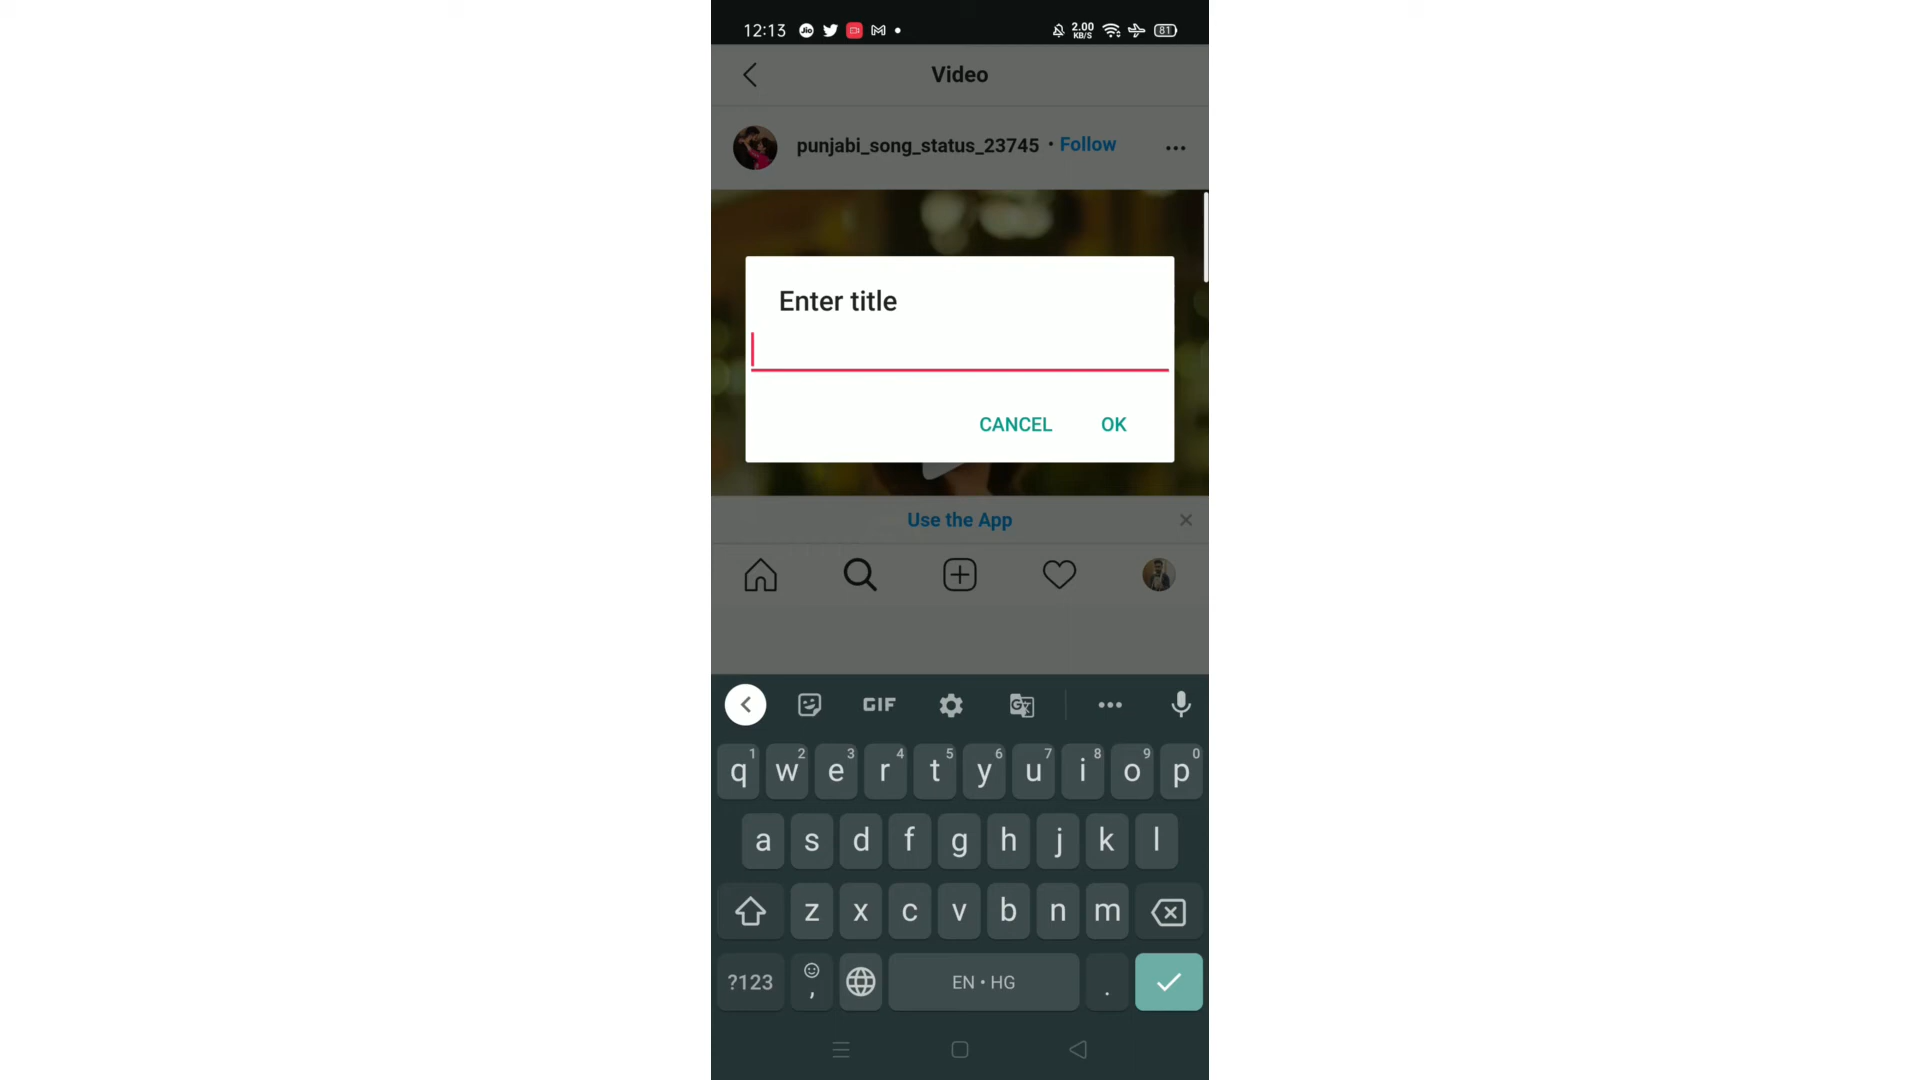 12:13 Jio 2.00 KB/S 81
Video
punjabi_song_status_23745 • Follow
Enter title
CANCEL OK
Use the App
GIF G
1 2 3 4 5 6 7 8 9 0
q w e r t y u i o p
a s d f g h j k l
z x c v b n m
?123 , EN • HG .